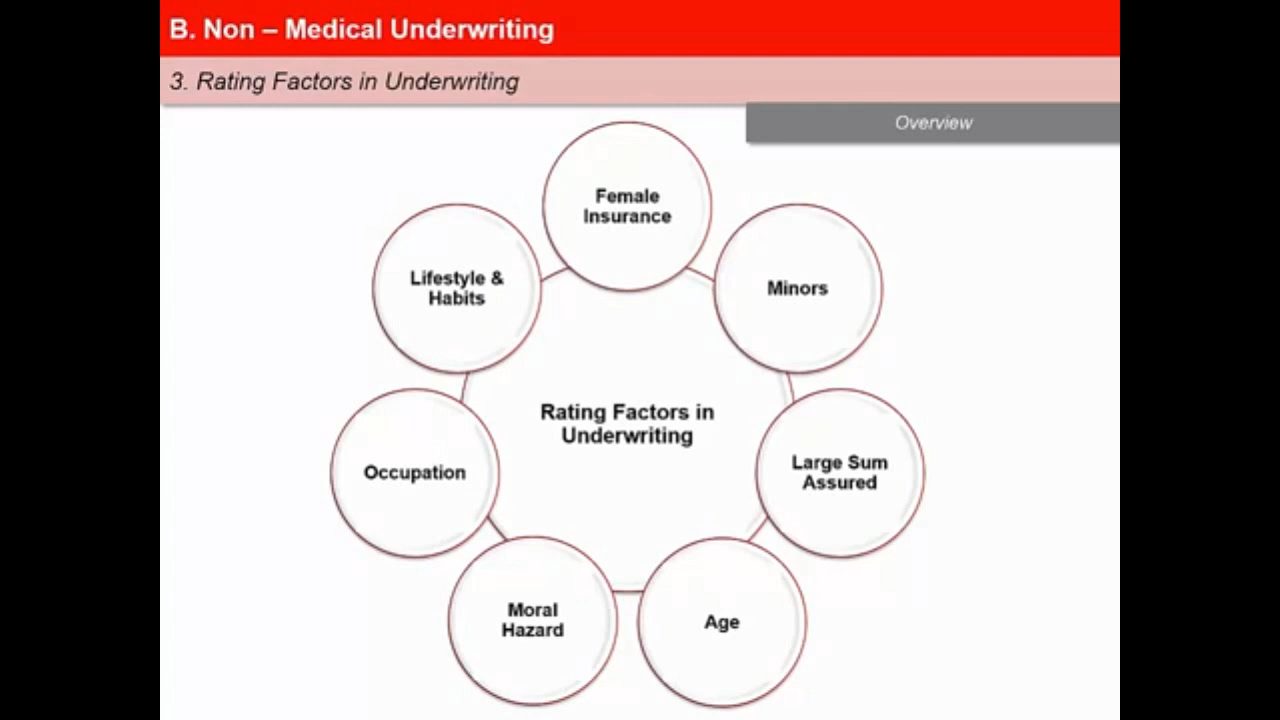 B. Non – Medical Underwriting
3. Rating Factors in Underwriting
Overview
Female
Insurance
Minors
Large Sum
Assured
Age
Moral
Hazard
Occupation
Lifestyle &
Habits
Rating Factors in
Underwriting